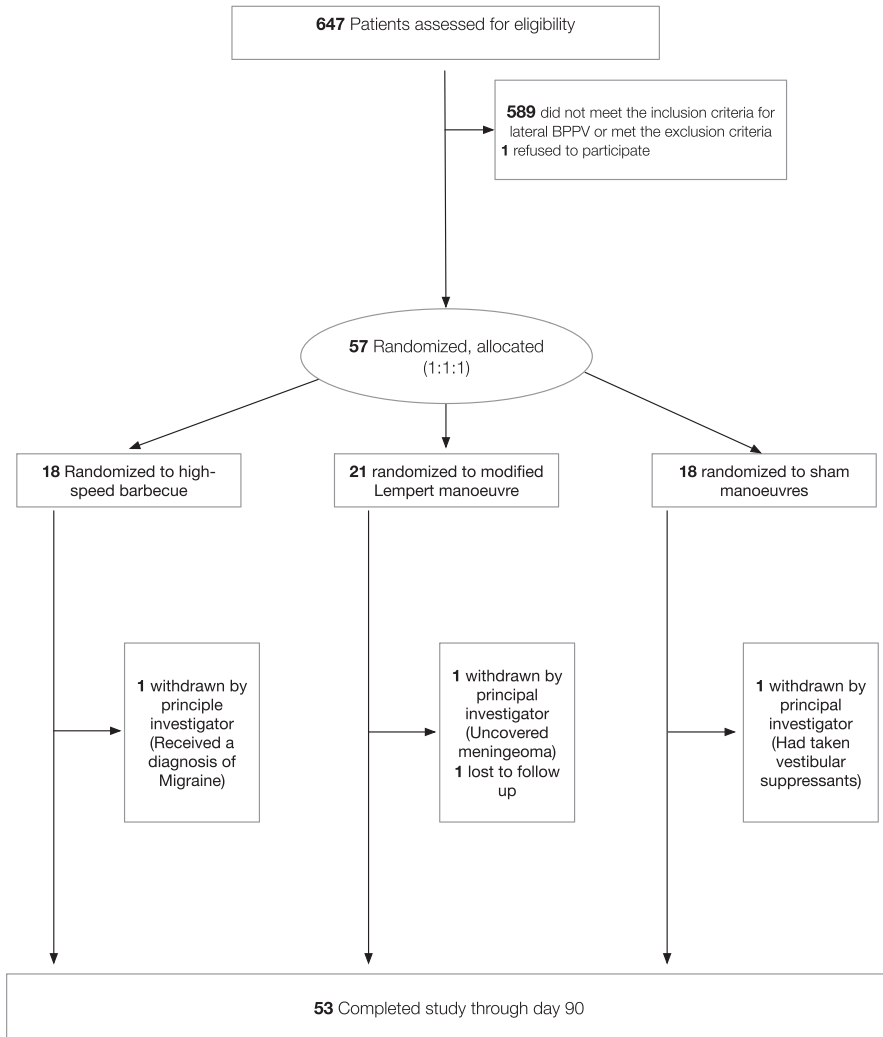 647 Patients assessed for eligibility
589 did not meet the inclusion criteria for
lateral BPPV or met the exclusion criteria
1 refused to participate
57 Randomized, allocated
(1:1:1)
18 Randomized to high-
speed barbecue
21 randomized to modified
Lempert manoeuvre
18 randomized to sham
manoeuvres
1 withdrawn by
principle
investigator
(Received a
diagnosis of
Migraine)
1 withdrawn by
principal
investigator
(Uncovered
meningeoma)
1 lost to follow
up
1 withdrawn by
principal
investigator
(Had taken
vestibular
suppressants)
53 Completed study through day 90